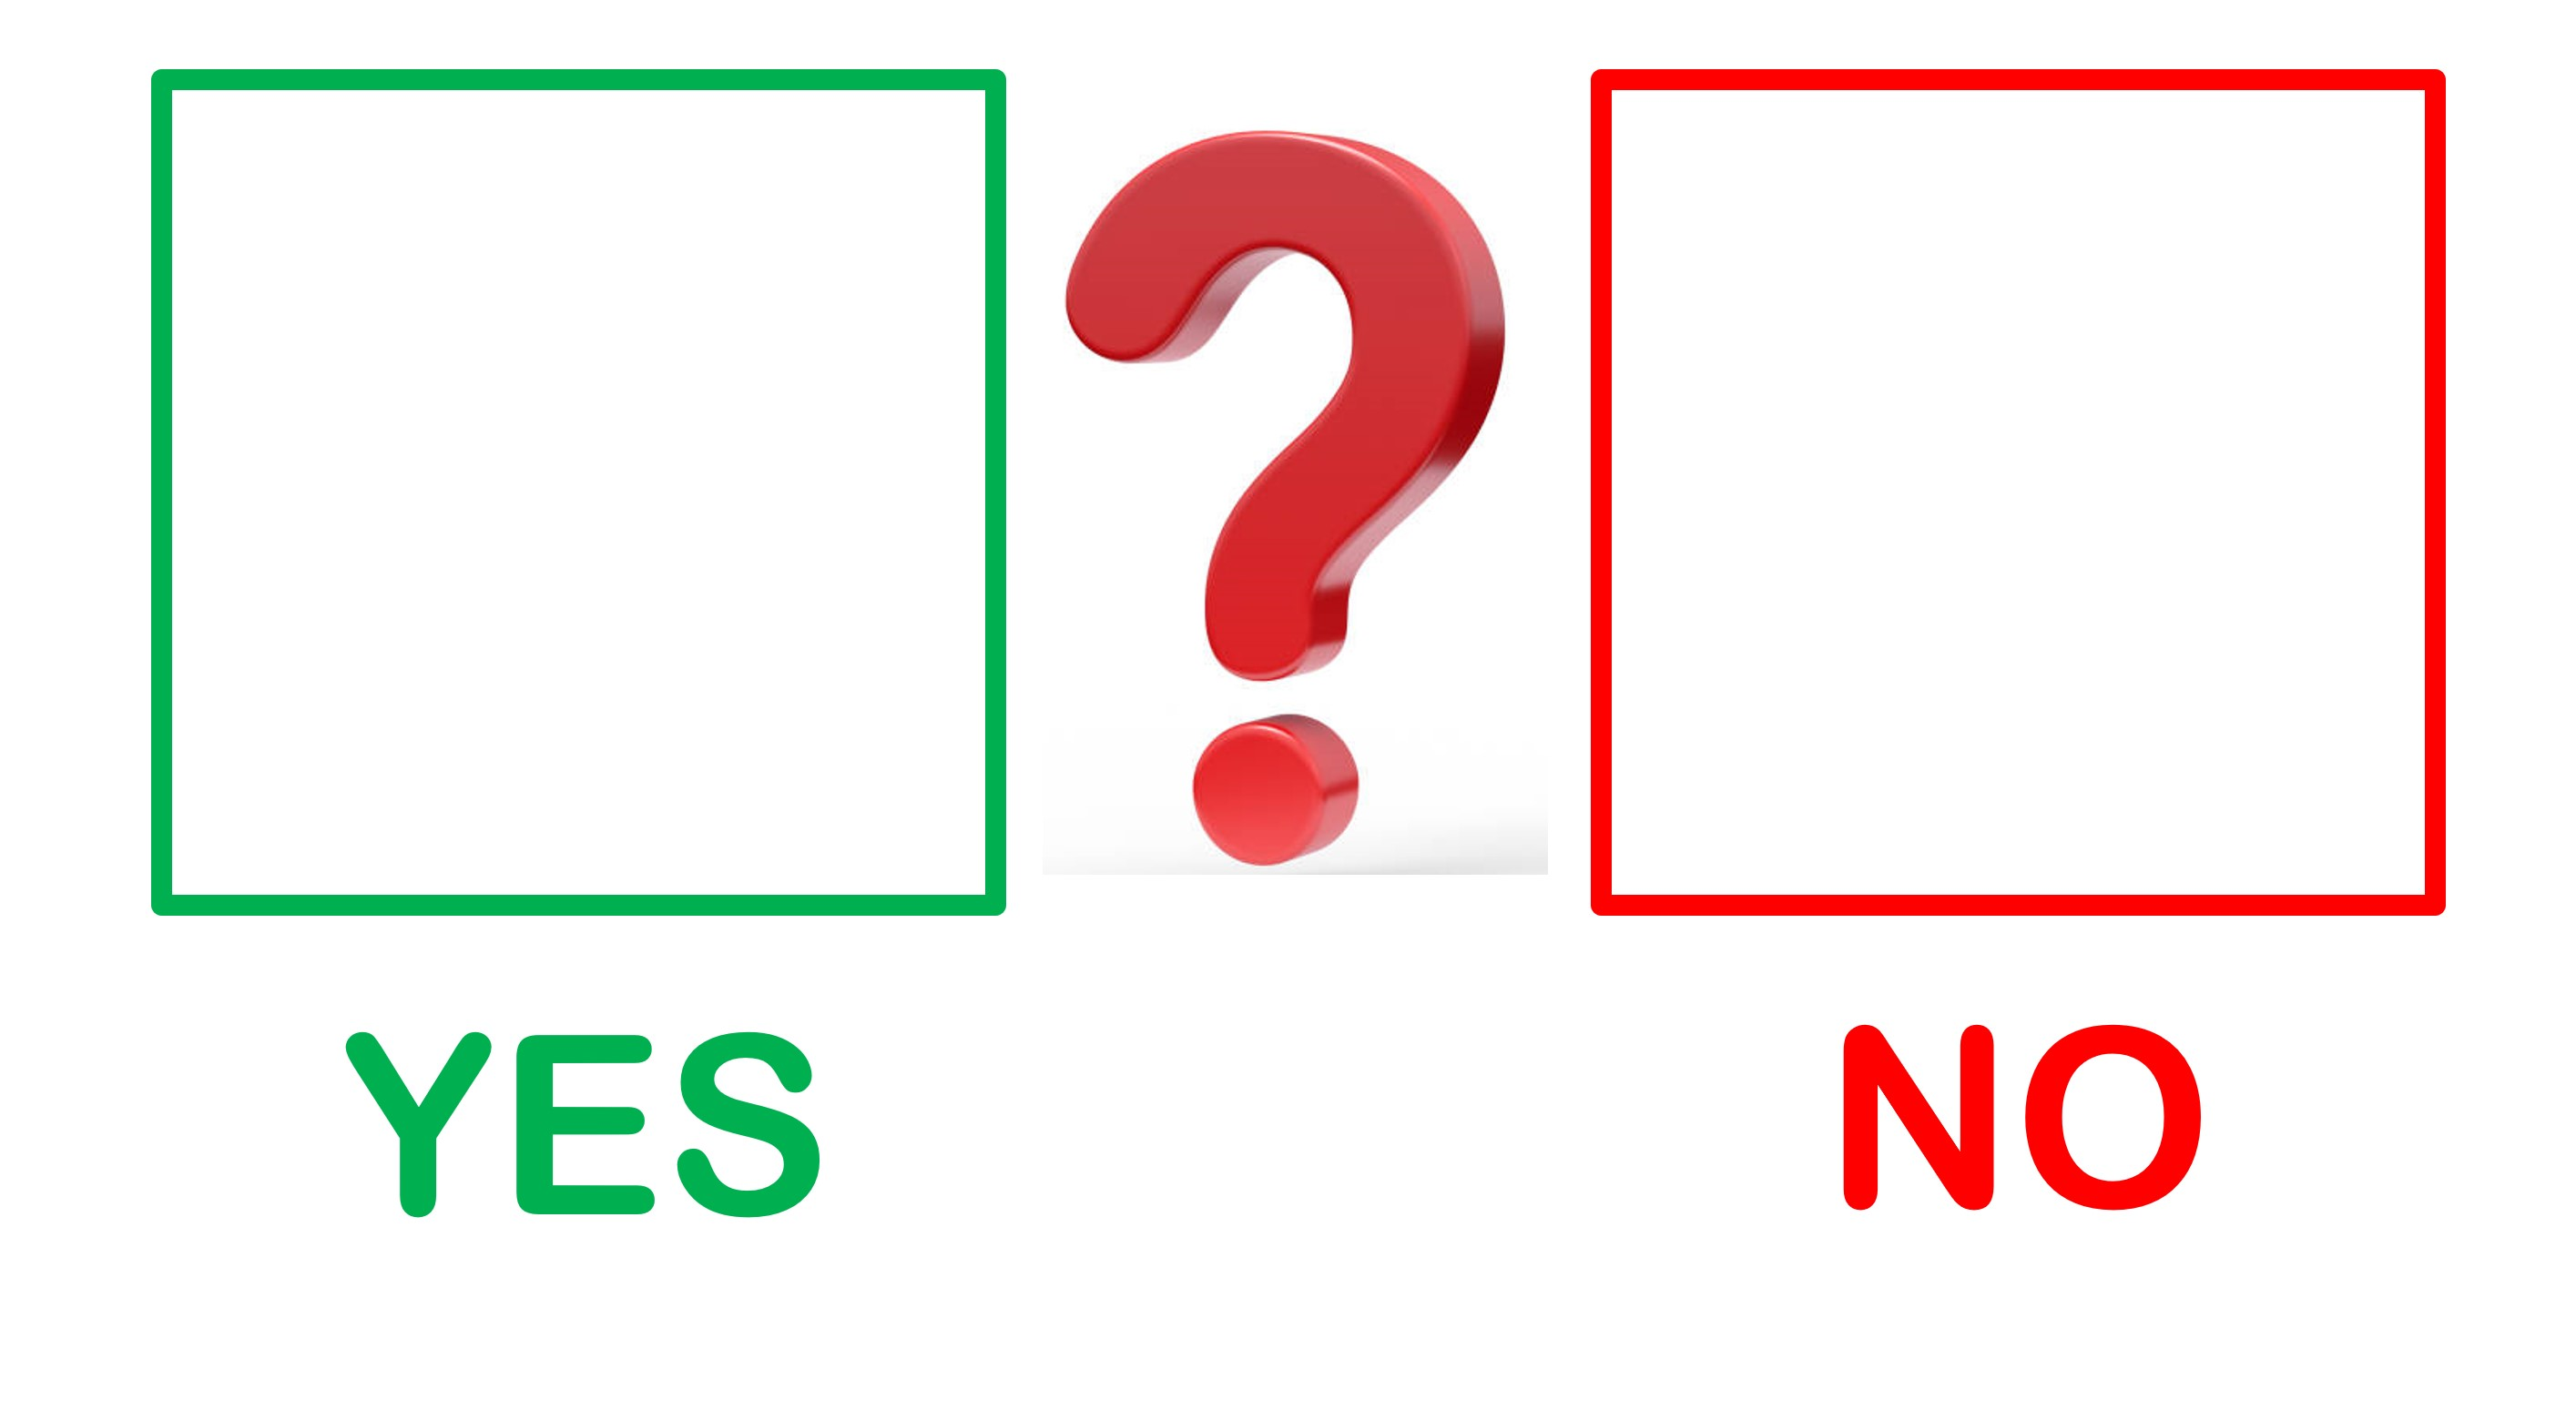 ?
YES NO